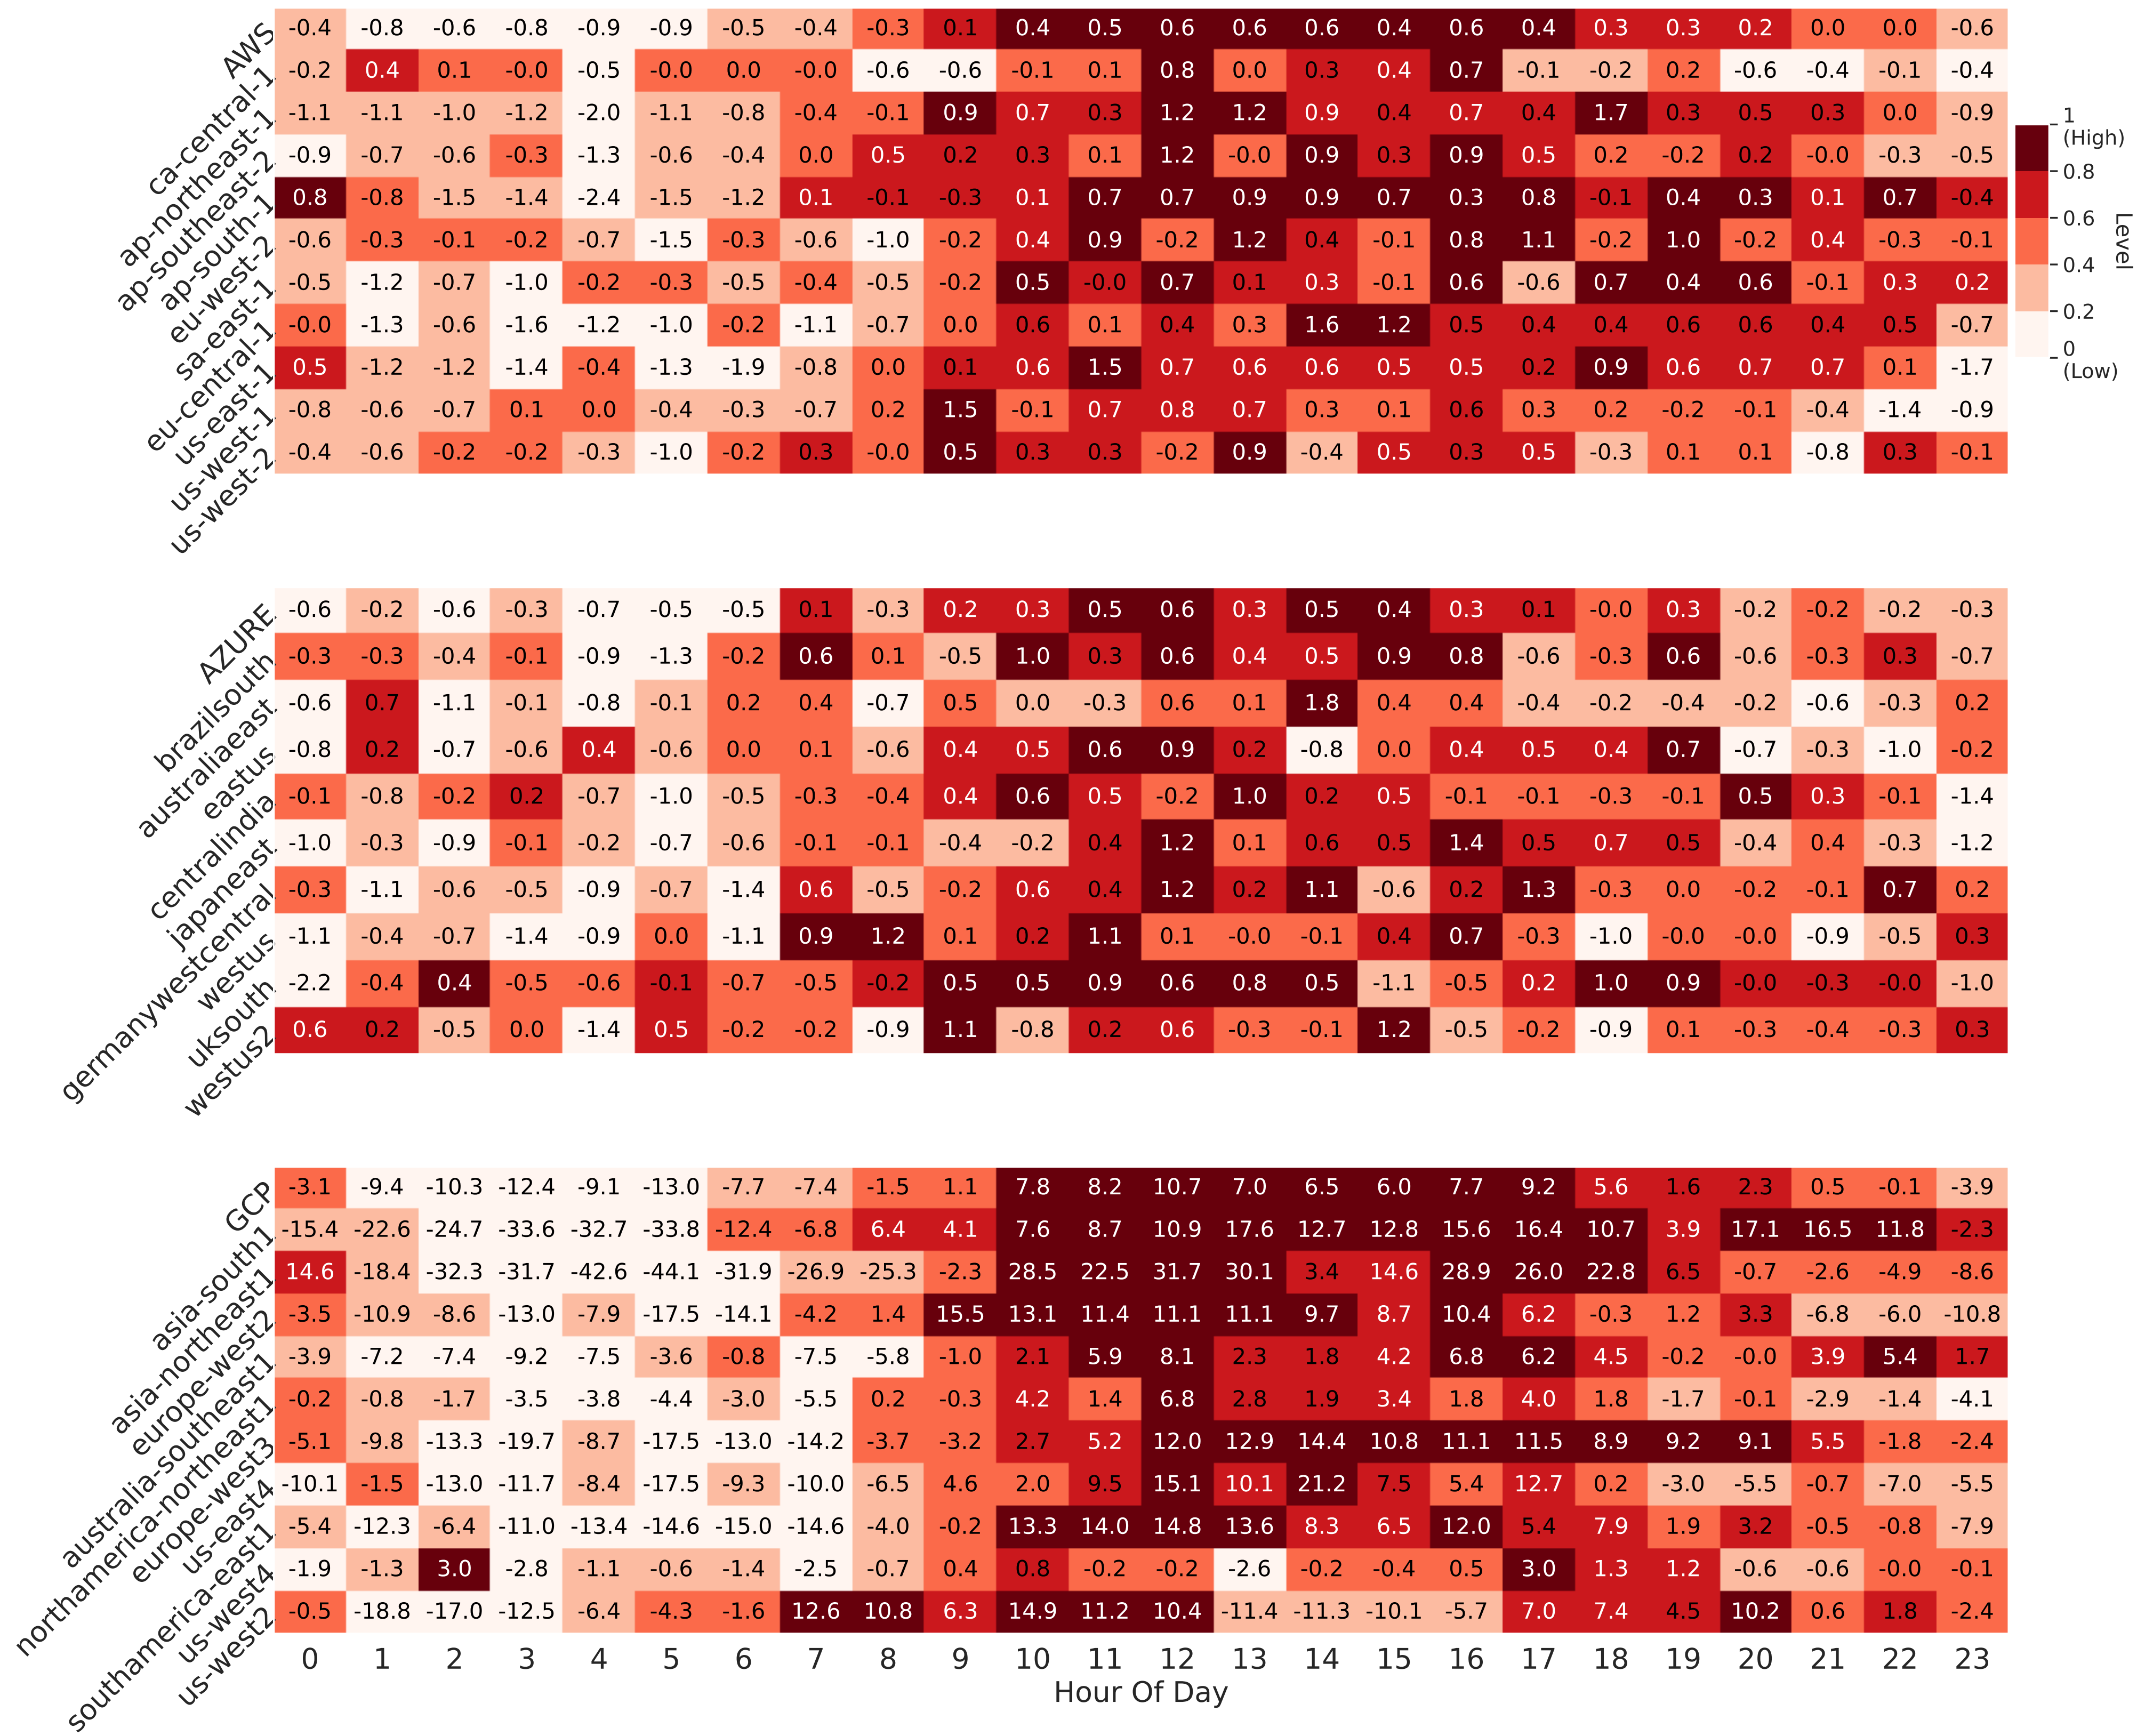 AWS -0.4 -0.8 -0.6 -0.8 -0.9 -0.9 -0.5 -0.4 -0.3 0.1 0.4 0.5 0.6 0.6 0.6 0.4 0.6 0.4 0.3 0.3 0.2 0.0 0.0 -0.6
ca-central-1 -0.2 0.4 0.1 -0.0 -0.5 -0.0 0.0 -0.0 -0.6 -0.6 -0.1 0.1 0.8 0.0 0.3 0.4 0.7 -0.1 -0.2 0.2 -0.6 -0.4 -0.1 -0.4
ap-northeast-1 -1.1 -1.1 -1.0 -1.2 -2.0 -1.1 -0.8 -0.4 -0.1 0.9 0.7 0.3 1.2 1.2 0.9 0.4 0.7 0.4 1.7 0.3 0.5 0.3 0.0 -0.9
ap-southeast-2 -0.9 -0.7 -0.6 -0.3 -1.3 -0.6 -0.4 0.0 0.5 0.2 0.3 0.1 1.2 -0.0 0.9 0.3 0.9 0.5 0.2 -0.2 0.2 -0.0 -0.3 -0.5
ap-south-1 0.8 -0.8 -1.5 -1.4 -2.4 -1.5 -1.2 0.1 -0.1 -0.3 0.1 0.7 0.7 0.9 0.9 0.7 0.3 0.8 -0.1 0.4 0.3 0.1 0.7 -0.4
eu-west-2 -0.6 -0.3 -0.1 -0.2 -0.7 -1.5 -0.3 -0.6 -1.0 -0.2 0.4 0.9 -0.2 1.2 0.4 -0.1 0.8 1.1 -0.2 1.0 -0.2 0.4 -0.3 -0.1
sa-east-1 -0.5 -1.2 -0.7 -1.0 -0.2 -0.3 -0.5 -0.4 -0.5 -0.2 0.5 -0.0 0.7 0.1 0.3 -0.1 0.6 -0.6 0.7 0.4 0.6 -0.1 0.3 0.2
eu-central-1 -0.0 -1.3 -0.6 -1.6 -1.2 -1.0 -0.2 -1.1 -0.7 0.0 0.6 0.1 0.4 0.3 1.6 1.2 0.5 0.4 0.4 0.6 0.6 0.4 0.5 -0.7
us-east-1 0.5 -1.2 -1.2 -1.4 -0.4 -1.3 -1.9 -0.8 0.0 0.1 0.6 1.5 0.7 0.6 0.6 0.5 0.5 0.2 0.9 0.6 0.7 0.7 0.1 -1.7
us-west-1 -0.8 -0.6 -0.7 0.1 0.0 -0.4 -0.3 -0.7 0.2 1.5 -0.1 0.7 0.8 0.7 0.3 0.1 0.6 0.3 0.2 -0.2 -0.1 -0.4 -1.4 -0.9
us-west-2 -0.4 -0.6 -0.2 -0.2 -0.3 -1.0 -0.2 0.3 -0.0 0.5 0.3 0.3 -0.2 0.9 -0.4 0.5 0.3 0.5 -0.3 0.1 0.1 -0.8 0.3 -0.1
1
(High)
0.8
0.6
0.4
0.2
0
(Low)
Level
AZURE -0.6 -0.2 -0.6 -0.3 -0.7 -0.5 -0.5 0.1 -0.3 0.2 0.3 0.5 0.6 0.3 0.5 0.4 0.3 0.1 -0.0 0.3 -0.2 -0.2 -0.2 -0.3
brazilsouth -0.3 -0.3 -0.4 -0.1 -0.9 -1.3 -0.2 0.6 0.1 -0.5 1.0 0.3 0.6 0.4 0.5 0.9 0.8 -0.6 -0.3 0.6 -0.6 -0.3 0.3 -0.7
australiaeast -0.6 0.7 -1.1 -0.1 -0.8 -0.1 0.2 0.4 -0.7 0.5 0.0 -0.3 0.6 0.1 1.8 0.4 0.4 -0.4 -0.2 -0.4 -0.2 -0.6 -0.3 0.2
eastus -0.8 0.2 -0.7 -0.6 0.4 -0.6 0.0 0.1 -0.6 0.4 0.5 0.6 0.9 0.2 -0.8 0.0 0.4 0.5 0.4 0.7 -0.7 -0.3 -1.0 -0.2
centralindia -0.1 -0.8 -0.2 0.2 -0.7 -1.0 -0.5 -0.3 -0.4 0.4 0.6 0.5 -0.2 1.0 0.2 0.5 -0.1 -0.1 -0.3 -0.1 0.5 0.3 -0.1 -1.4
japaneast -1.0 -0.3 -0.9 -0.1 -0.2 -0.7 -0.6 -0.1 -0.1 -0.4 -0.2 0.4 1.2 0.1 0.6 0.5 1.4 0.5 0.7 0.5 -0.4 0.4 -0.3 -1.2
germanywestcentral -0.3 -1.1 -0.6 -0.5 -0.9 -0.7 -1.4 0.6 -0.5 -0.2 0.6 0.4 1.2 0.2 1.1 -0.6 0.2 1.3 -0.3 0.0 -0.2 -0.1 0.7 0.2
westus -1.1 -0.4 -0.7 -1.4 -0.9 0.0 -1.1 0.9 1.2 0.1 0.2 1.1 0.1 -0.0 -0.1 0.4 0.7 -0.3 -1.0 -0.0 -0.0 -0.9 -0.5 0.3
uksouth -2.2 -0.4 0.4 -0.5 -0.6 -0.1 -0.7 -0.5 -0.2 0.5 0.5 0.9 0.6 0.8 0.5 -1.1 -0.5 0.2 1.0 0.9 -0.0 -0.3 -0.0 -1.0
westus2 0.6 0.2 -0.5 0.0 -1.4 0.5 -0.2 -0.2 -0.9 1.1 -0.8 0.2 0.6 -0.3 -0.1 1.2 -0.5 -0.2 -0.9 0.1 -0.3 -0.4 -0.3 0.3
GCP -3.1 -9.4 -10.3 -12.4 -9.1 -13.0 -7.7 -7.4 -1.5 1.1 7.8 8.2 10.7 7.0 6.5 6.0 7.7 9.2 5.6 1.6 2.3 0.5 -0.1 -3.9
asia-south1 -15.4 -22.6 -24.7 -33.6 -32.7 -33.8 -12.4 -6.8 6.4 4.1 7.6 8.7 10.9 17.6 12.7 12.8 15.6 16.4 10.7 3.9 17.1 16.5 11.8 -2.3
asia-northeast1 14.6 -18.4 -32.3 -31.7 -42.6 -44.1 -31.9 -26.9 -25.3 -2.3 28.5 22.5 31.7 30.1 3.4 14.6 28.9 26.0 22.8 6.5 -0.7 -2.6 -4.9 -8.6
europe-west2 -3.5 -10.9 -8.6 -13.0 -7.9 -17.5 -14.1 -4.2 1.4 15.5 13.1 11.4 11.1 11.1 9.7 8.7 10.4 6.2 -0.3 1.2 3.3 -6.8 -6.0 -10.8
australia-southeast1 -3.9 -7.2 -7.4 -9.2 -7.5 -3.6 -0.8 -7.5 -5.8 -1.0 2.1 5.9 8.1 2.3 1.8 4.2 6.8 6.2 4.5 -0.2 -0.0 3.9 5.4 1.7
northamerica-northeast1 -0.2 -0.8 -1.7 -3.5 -3.8 -4.4 -3.0 -5.5 0.2 -0.3 4.2 1.4 6.8 2.8 1.9 3.4 1.8 4.0 1.8 -1.7 -0.1 -2.9 -1.4 -4.1
europe-west3 -5.1 -9.8 -13.3 -19.7 -8.7 -17.5 -13.0 -14.2 -3.7 -3.2 2.7 5.2 12.0 12.9 14.4 10.8 11.1 11.5 8.9 9.2 9.1 5.5 -1.8 -2.4
us-east4 -10.1 -1.5 -13.0 -11.7 -8.4 -17.5 -9.3 -10.0 -6.5 4.6 2.0 9.5 15.1 10.1 21.2 7.5 5.4 12.7 0.2 -3.0 -5.5 -0.7 -7.0 -5.5
southamerica-east1 -5.4 -12.3 -6.4 -11.0 -13.4 -14.6 -15.0 -14.6 -4.0 -0.2 13.3 14.0 14.8 13.6 8.3 6.5 12.0 5.4 7.9 1.9 3.2 -0.5 -0.8 -7.9
us-west4 -1.9 -1.3 3.0 -2.8 -1.1 -0.6 -1.4 -2.5 -0.7 0.4 0.8 -0.2 -0.2 -2.6 -0.2 -0.4 0.5 3.0 1.3 1.2 -0.6 -0.6 -0.0 -0.1
us-west2 -0.5 -18.8 -17.0 -12.5 -6.4 -4.3 -1.6 12.6 10.8 6.3 14.9 11.2 10.4 -11.4 -11.3 -10.1 -5.7 7.0 7.4 4.5 10.2 0.6 1.8 -2.4
0 1 2 3 4 5 6 7 8 9 10 11 12 13 14 15 16 17 18 19 20 21 22 23
Hour Of Day